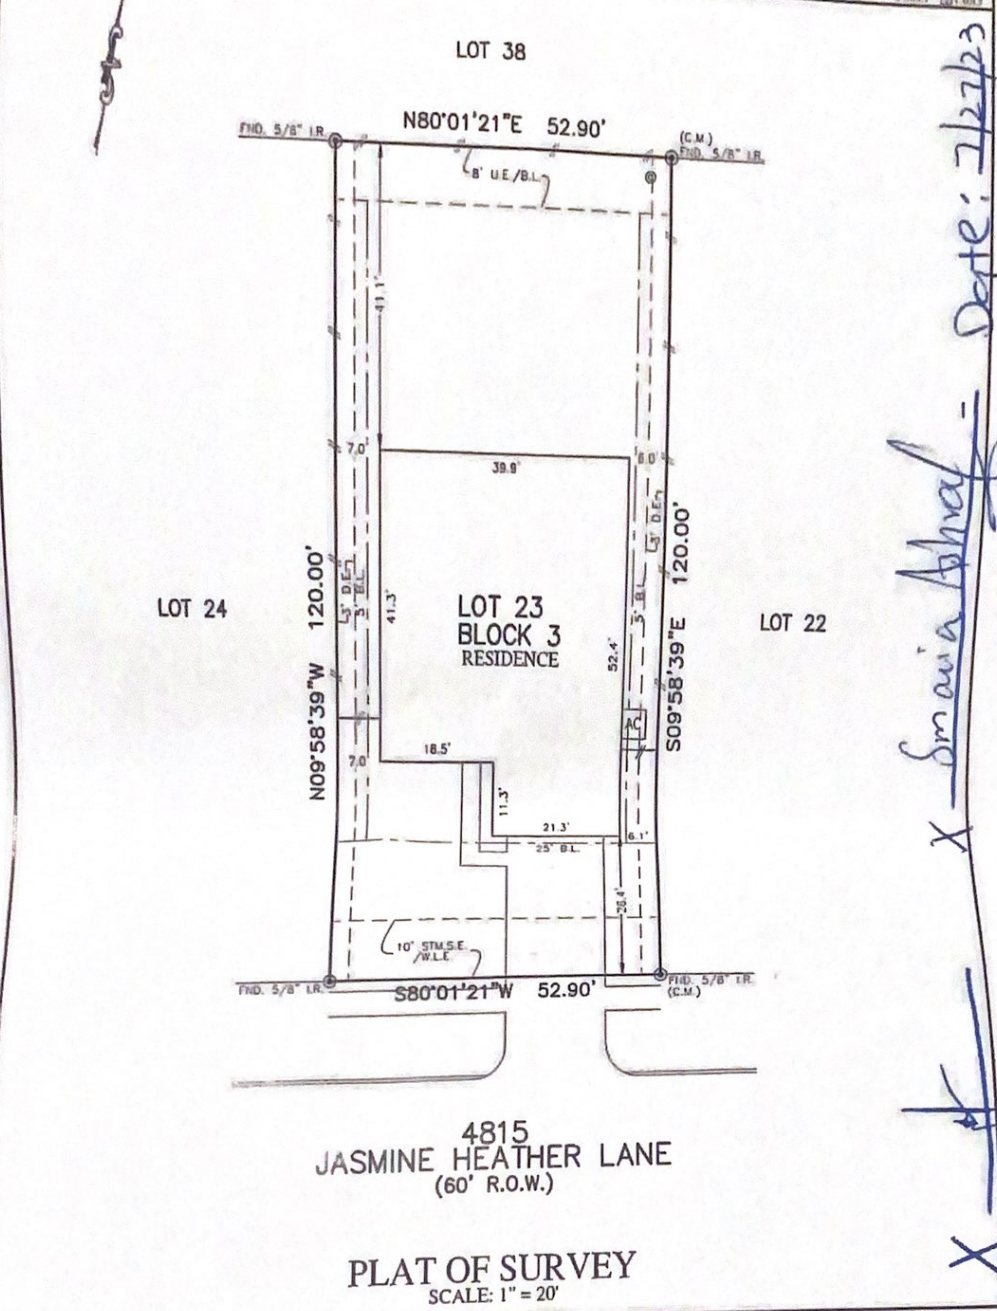 LOT 38
N80°01'21"E 52.90'
FND. 5/8" I.R.
(C.M.)
FND. 5/8" I.R.
8' U.E./B.L.
41.1'
7.0'
39.9'
6.0'
3' D.E.
5' B.L.
3' D.E.
5' B.L.
N09°58'39"W 120.00'
S09°58'39"E 120.00'
LOT 24
41.3'
LOT 23
BLOCK 3
RESIDENCE
52.4'
LOT 22
AC
18.5'
7.0'
11.3'
21.3'
6.1'
25' B.L.
26.4'
10' STM.S.E.
/W.L.E.
FND. 5/8" I.R.
S80°01'21"W 52.90'
FND. 5/8" I.R.
(C.M.)
4815
JASMINE HEATHER LANE
(60' R.O.W.)
PLAT OF SURVEY
SCALE: 1" = 20'
X Smavia Ashraf - Date: 7/27/23
X